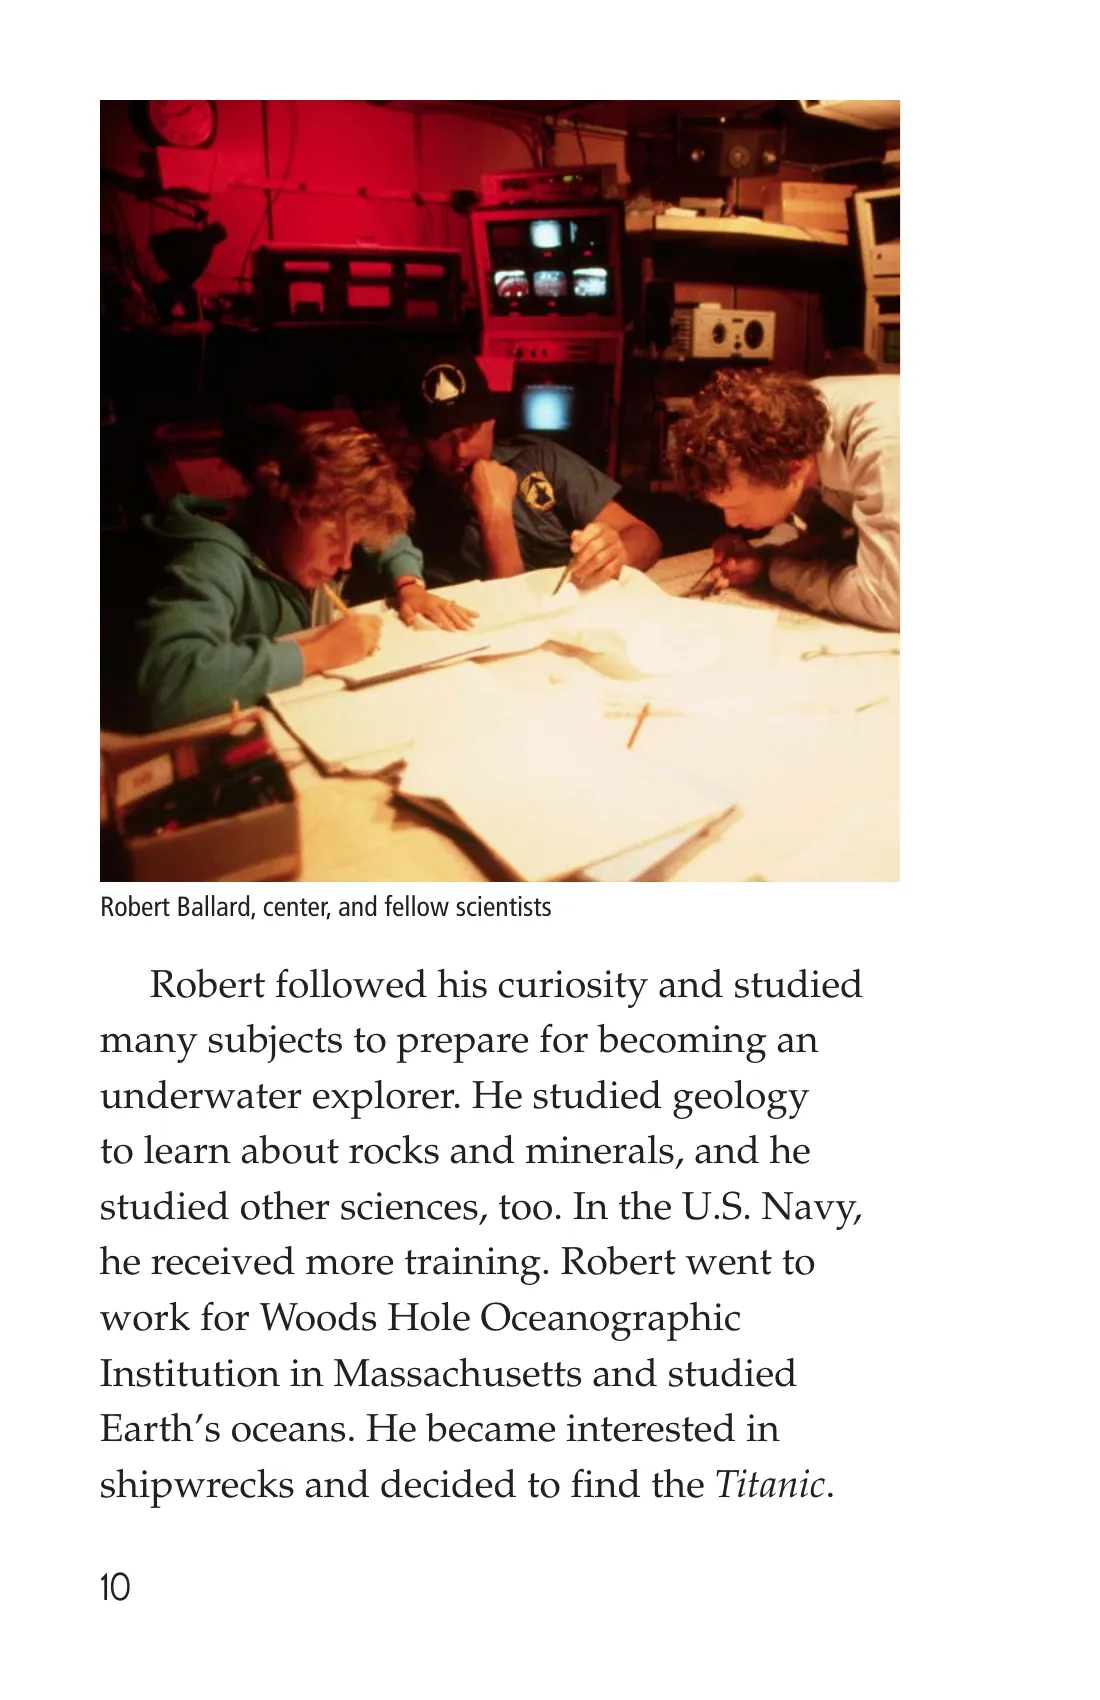 Robert Ballard, center, and fellow scientists
Robert followed his curiosity and studied
many subjects to prepare for becoming an
underwater explorer. He studied geology
to learn about rocks and minerals, and he
studied other sciences, too. In the U.S. Navy,
he received more training. Robert went to
work for Woods Hole Oceanographic
Institution in Massachusetts and studied
Earth’s oceans. He became interested in
shipwrecks and decided to find the Titanic.
10